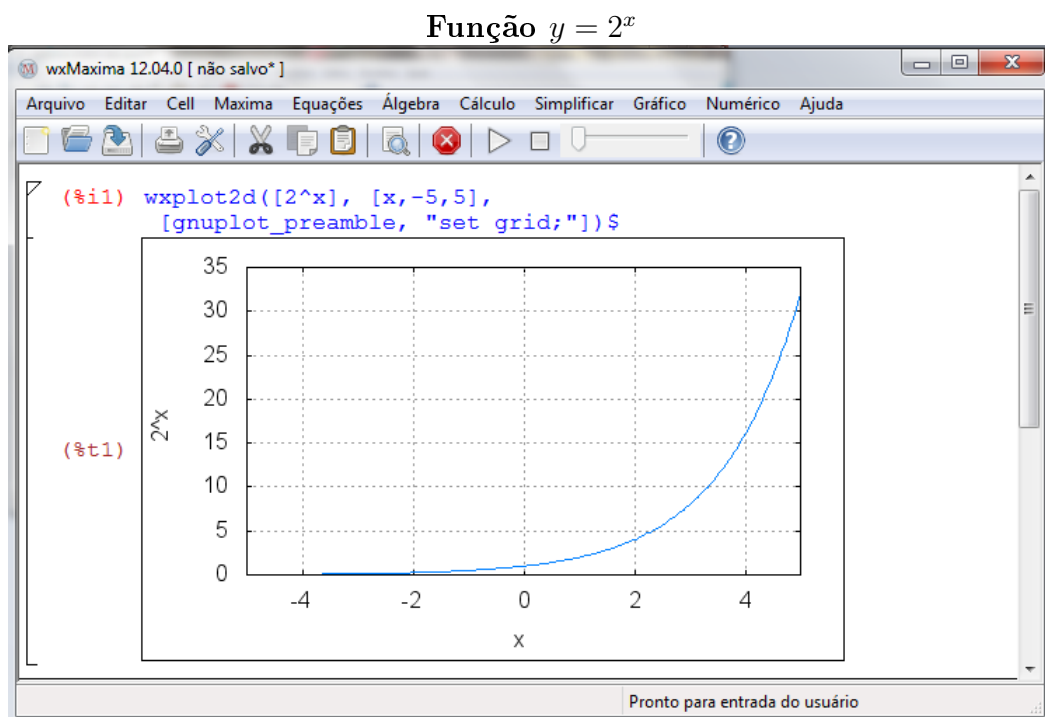 Função y = 2^x
wxMaxima 12.04.0 [ não salvo* ]
Arquivo Editar Cell Maxima Equações Álgebra Cálculo Simplificar Gráfico Numérico Ajuda
(%i1) wxplot2d([2^x], [x,-5,5],
[gnuplot_preamble, "set grid;"])$
(%t1)
2^x
35
30
25
20
15
10
5
0
-4 -2 0 2 4
x
Pronto para entrada do usuário